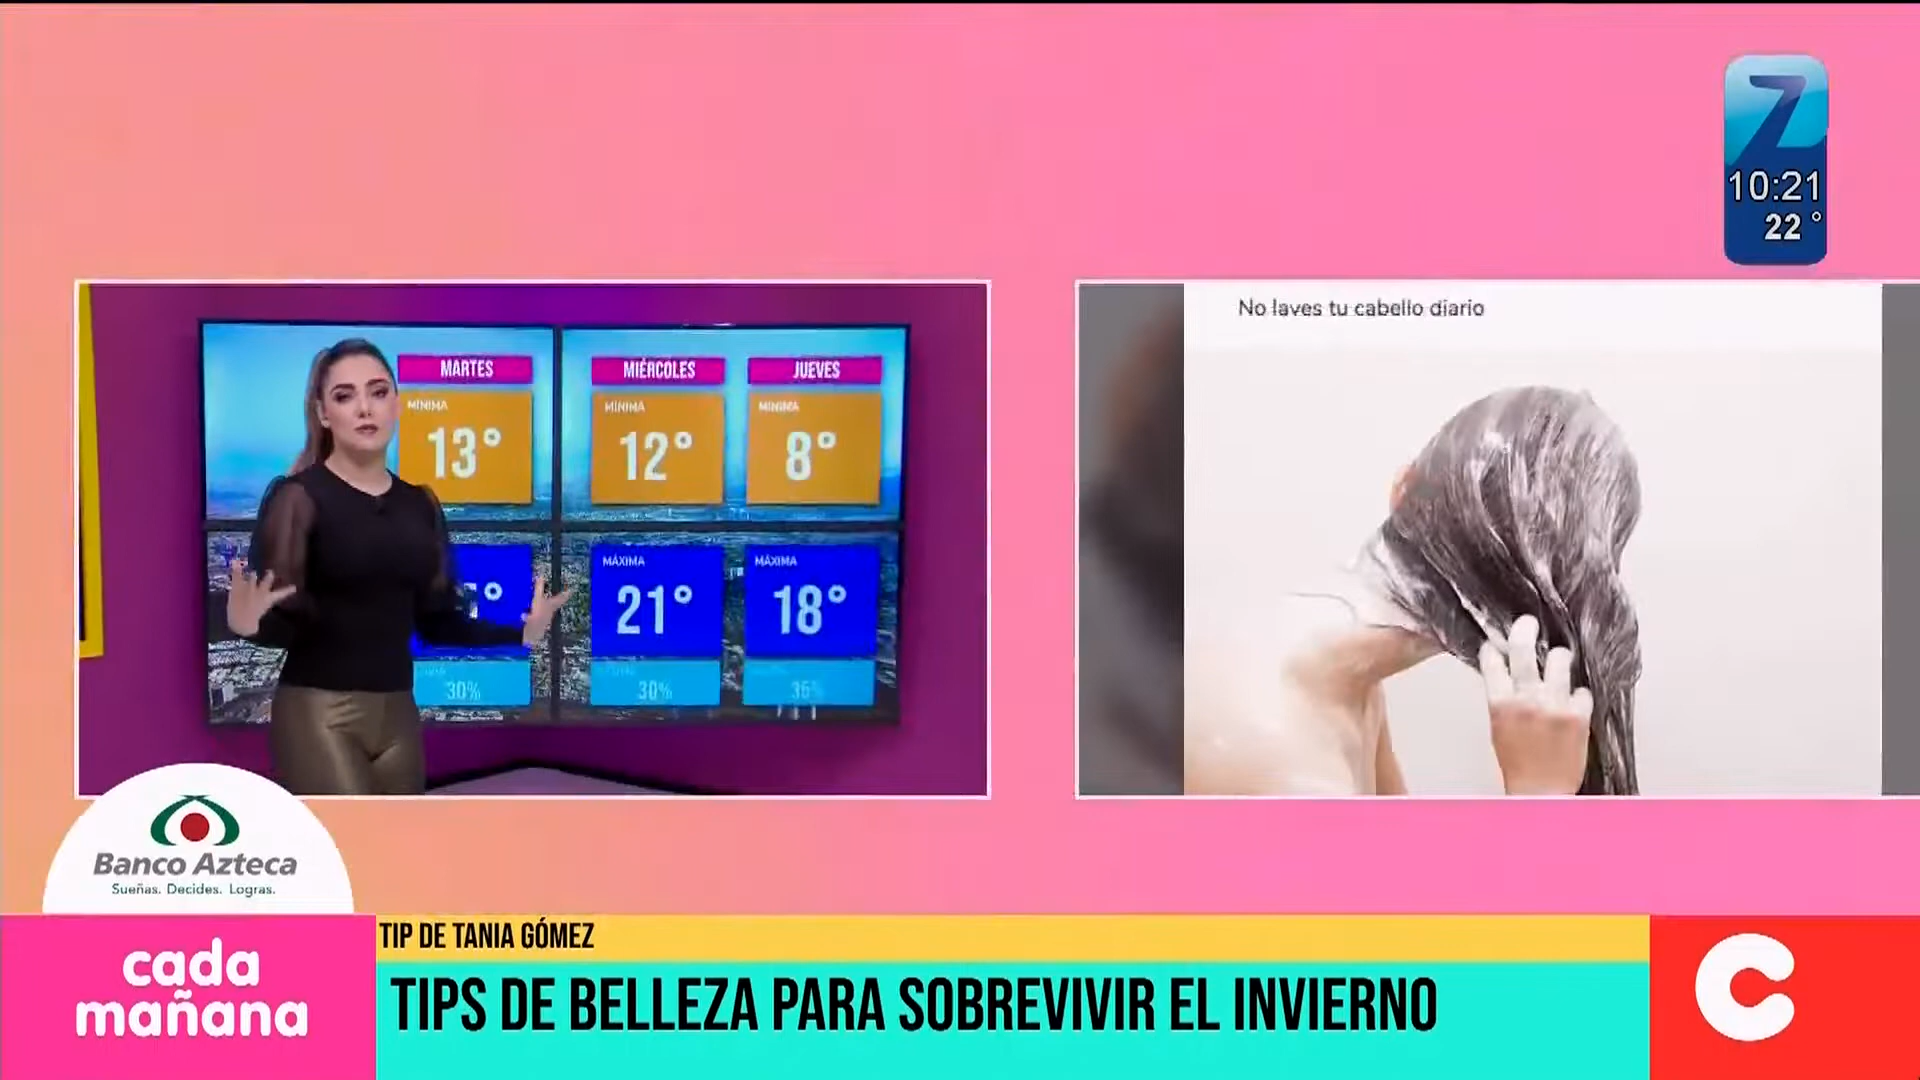 7
10:21
22°
No laves tu cabello diario
MARTES
MIÉRCOLES
JUEVES
MÍNIMA
MÍNIMA
MÍNIMA
13°
12°
8°
MÁXIMA
MÁXIMA
21°
18°
30%
30%
35%
Banco Azteca
Sueñas. Decides. Logras.
cada
mañana
TIP DE TANIA GÓMEZ
TIPS DE BELLEZA PARA SOBREVIVIR EL INVIERNO
C